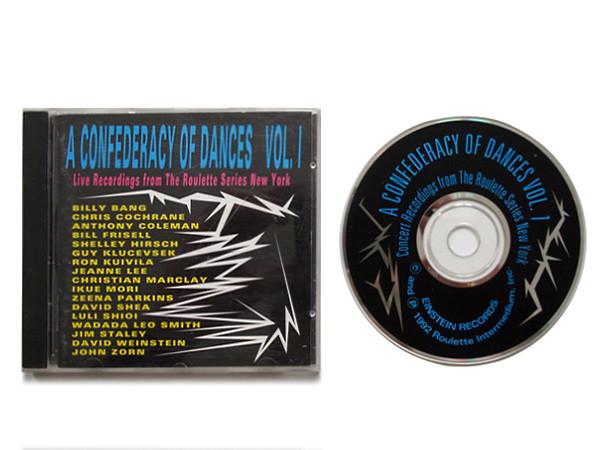 A CONFEDERACY OF DANCES VOL. I
Live Recordings from The Roulette Series New York
BILLY BANG
CHRIS COCHRANE
ANTHONY COLEMAN
BILL FRISELL
SHELLEY HIRSCH
GUY KLUCEVSEK
RON KUIVILA
JEANNE LEE
CHRISTIAN MARCLAY
IKUE MORI
ZEENA PARKINS
DAVID SHEA
LULI SHIOI
WADADA LEO SMITH
JIM STALEY
DAVID WEINSTEIN
JOHN ZORN
A CONFEDERACY OF DANCES VOL. 1
Concert Recordings from The Roulette Series New York
EINSTEIN RECORDS
© and ℗ 1992 Roulette Intermedium, Inc.